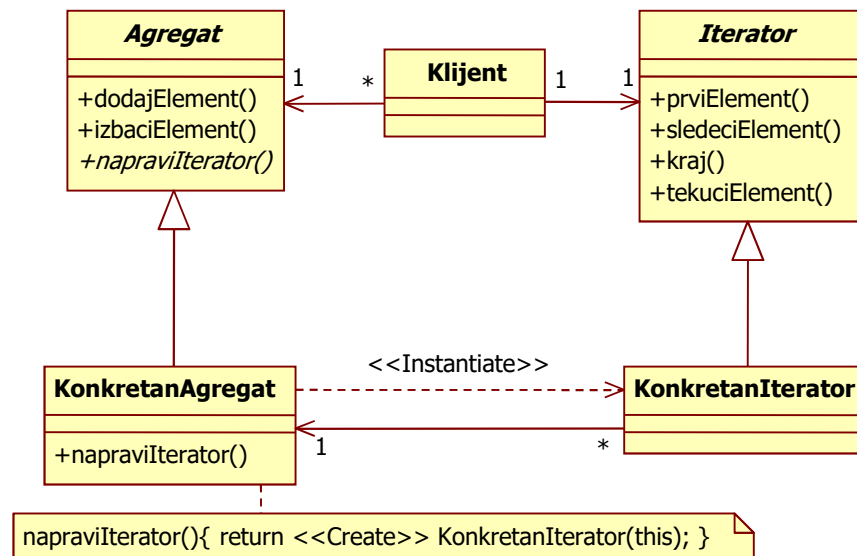 Agregat
+dodajElement()
+izbaciElement()
+napraviIterator()
1
*
Klijent
1
1
Iterator
+prviElement()
+sledeciElement()
+kraj()
+tekuciElement()
<<Instantiate>>
KonkretanAgregat
+napraviIterator()
1
*
KonkretanIterator
napraviIterator(){ return <<Create>> KonkretanIterator(this); }